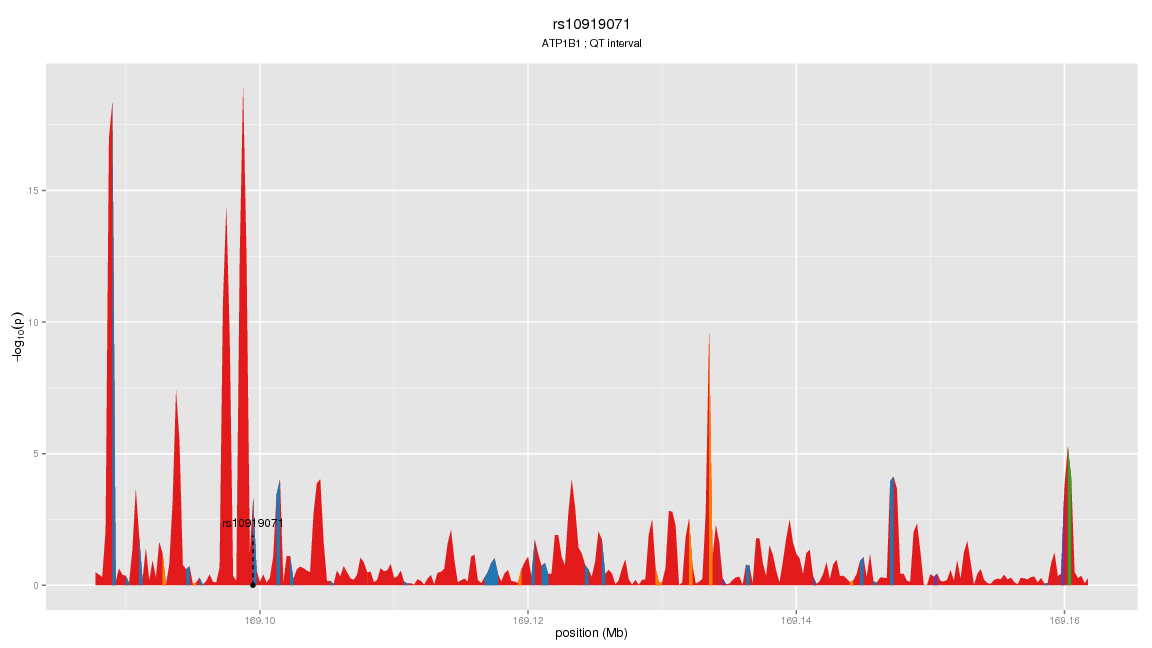 rs10919071
ATP1B1 ; QT interval
−log10(p)
15
10
5
0
rs10919071
169.10 169.12 169.14 169.16
position (Mb)